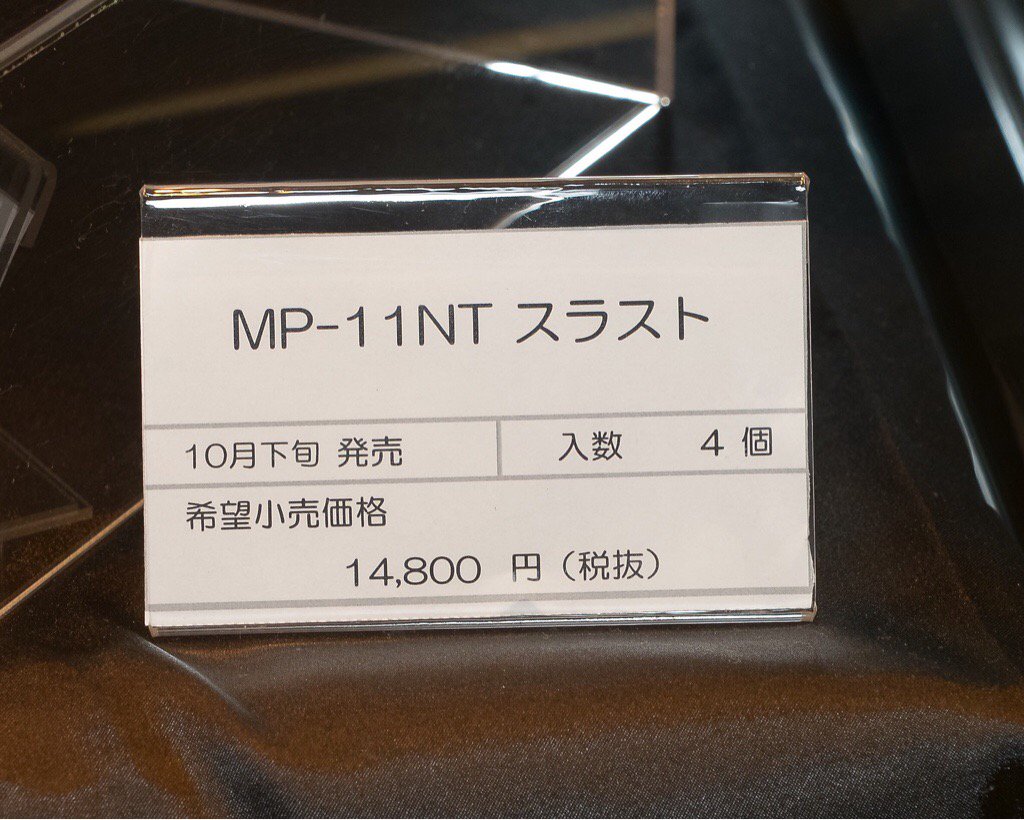 MP-11NT スラスト
10月下旬 発売
入数 4 個
希望小売価格
14,800 円（税抜）